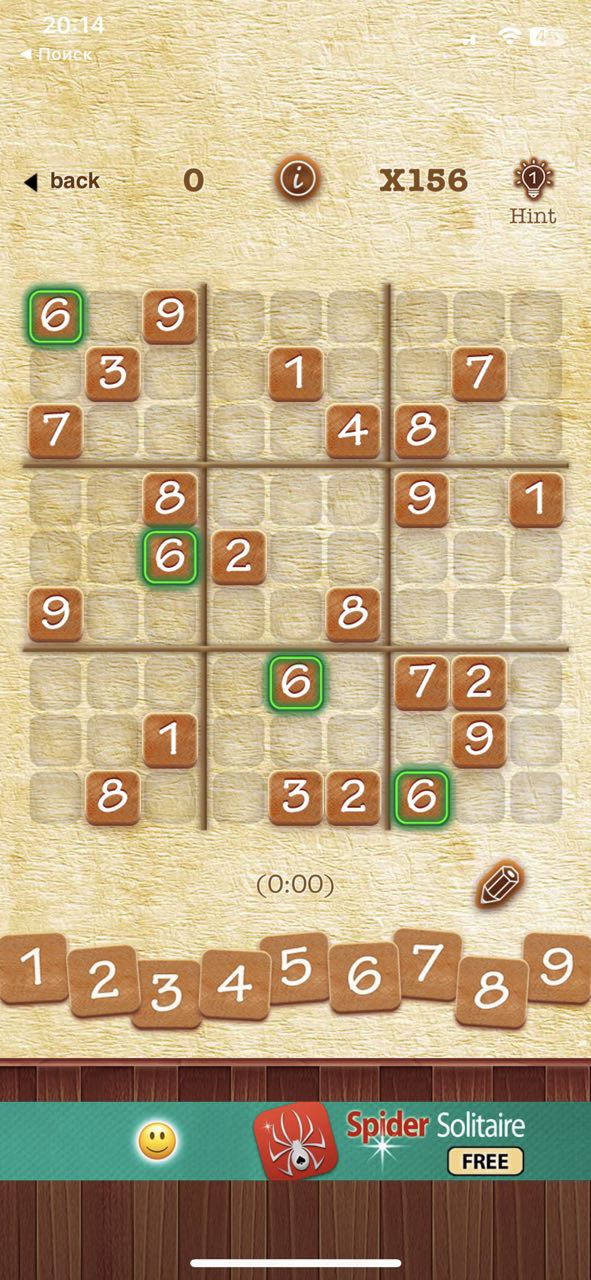 20:14
◀ Поиск
back 0 i X156 1
Hint
6 9
3 1 7
7 4 8
8 9 1
6 2
9 8
6 7 2
1 9
8 3 2 6
(0:00)
1 2 3 4 5 6 7 8 9
Spider Solitaire
FREE